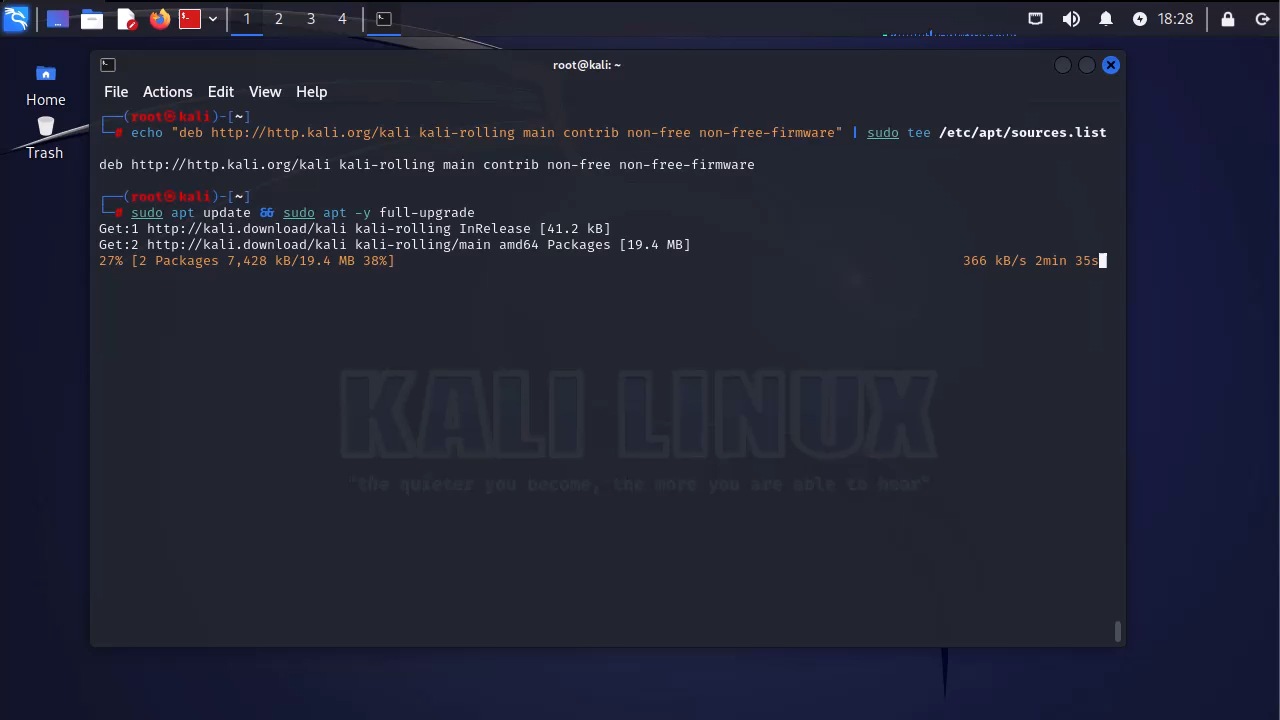 1 2 3 4 18:28
root@kali: ~
File Actions Edit View Help
Home
Trash
┌──(root㉿kali)-[~]
└─# echo "deb http://http.kali.org/kali kali-rolling main contrib non-free non-free-firmware" | sudo tee /etc/apt/sources.list
deb http://http.kali.org/kali kali-rolling main contrib non-free non-free-firmware
┌──(root㉿kali)-[~]
└─# sudo apt update && sudo apt -y full-upgrade
Get:1 http://kali.download/kali kali-rolling InRelease [41.2 kB]
Get:2 http://kali.download/kali kali-rolling/main amd64 Packages [19.4 MB]
27% [2 Packages 7,428 kB/19.4 MB 38%] 366 kB/s 2min 35s
KALI LINUX
"the quieter you become, the more you are able to hear"